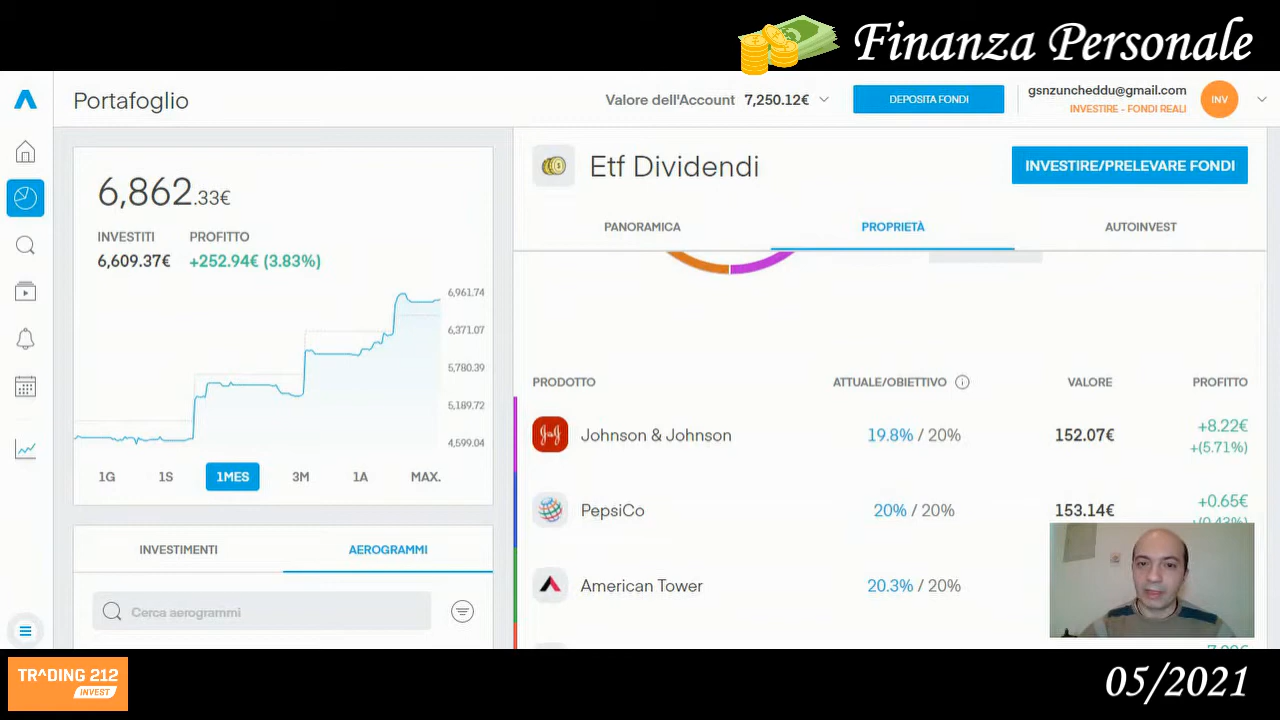 Finanza Personale
Portafoglio
Valore dell'Account 7,250.12€
DEPOSITA FONDI
gsnzuncheddu@gmail.com
INVESTIRE - FONDI REALI
INV
6,862.33€
INVESTITI PROFITTO
6,609.37€ +252.94€ (3.83%)
6,961.74
6,371.07
5,780.39
5,189.72
4,599.04
1G 1S 1MES 3M 1A MAX.
INVESTIMENTI AEROGRAMMI
Cerca aerogrammi
Etf Dividendi
INVESTIRE/PRELEVARE FONDI
PANORAMICA PROPRIETÀ AUTOINVEST
PRODOTTO ATTUALE/OBIETTIVO VALORE PROFITTO
J&J Johnson & Johnson 19.8% / 20% 152.07€ +8.22€
+(5.71%)
PepsiCo 20% / 20% 153.14€ +0.65€
American Tower 20.3% / 20%
TRADING 212
INVEST
05/2021